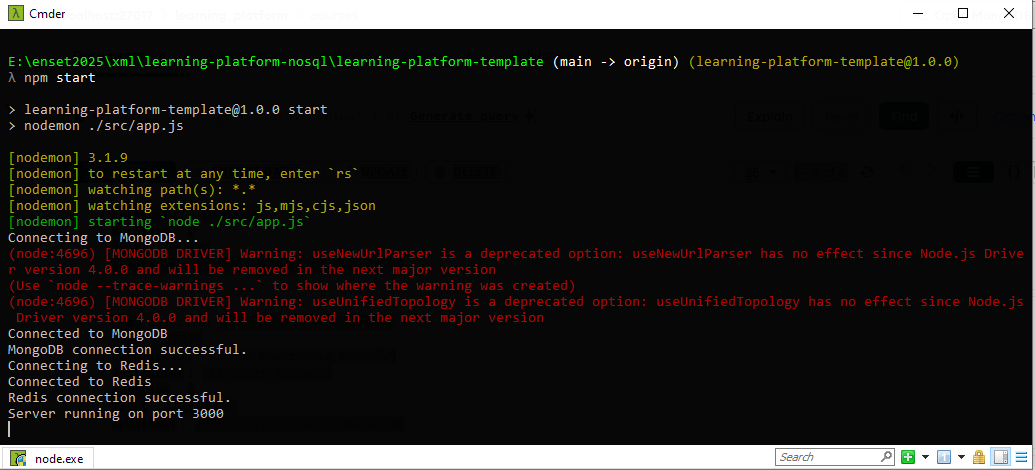 Cmder
E:\enset2025\xml\learning-platform-nosql\learning-platform-template (main -> origin) (learning-platform-template@1.0.0)
λ npm start
> learning-platform-template@1.0.0 start
> nodemon ./src/app.js
[nodemon] 3.1.9
[nodemon] to restart at any time, enter `rs`
[nodemon] watching path(s): *.*
[nodemon] watching extensions: js,mjs,cjs,json
[nodemon] starting `node ./src/app.js`
Connecting to MongoDB...
(node:4696) [MONGODB DRIVER] Warning: useNewUrlParser is a deprecated option: useNewUrlParser has no effect since Node.js Drive
r version 4.0.0 and will be removed in the next major version
(Use `node --trace-warnings ...` to show where the warning was created)
(node:4696) [MONGODB DRIVER] Warning: useUnifiedTopology is a deprecated option: useUnifiedTopology has no effect since Node.js
Driver version 4.0.0 and will be removed in the next major version
Connected to MongoDB
MongoDB connection successful.
Connecting to Redis...
Connected to Redis
Redis connection successful.
Server running on port 3000
node.exe
Search